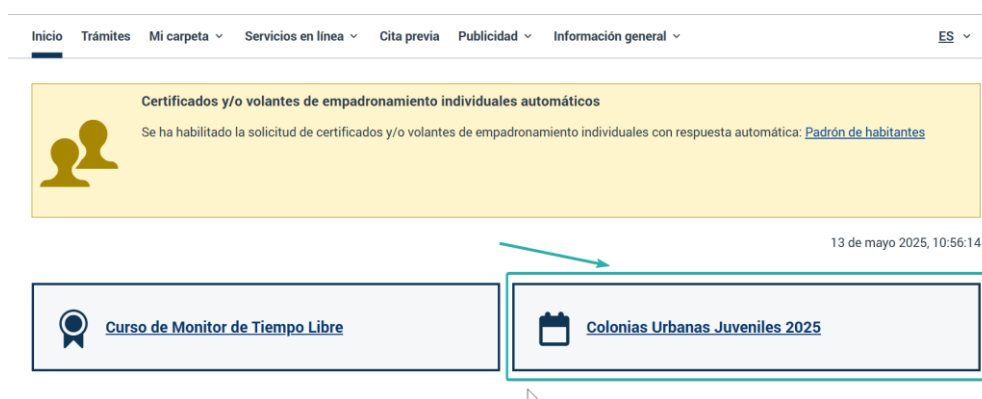 Inicio Trámites Mi carpeta Servicios en línea Cita previa Publicidad Información general ES
Certificados y/o volantes de empadronamiento individuales automáticos
Se ha habilitado la solicitud de certificados y/o volantes de empadronamiento individuales con respuesta automática: Padrón de habitantes
13 de mayo 2025, 10:56:14
Curso de Monitor de Tiempo Libre Colonias Urbanas Juveniles 2025